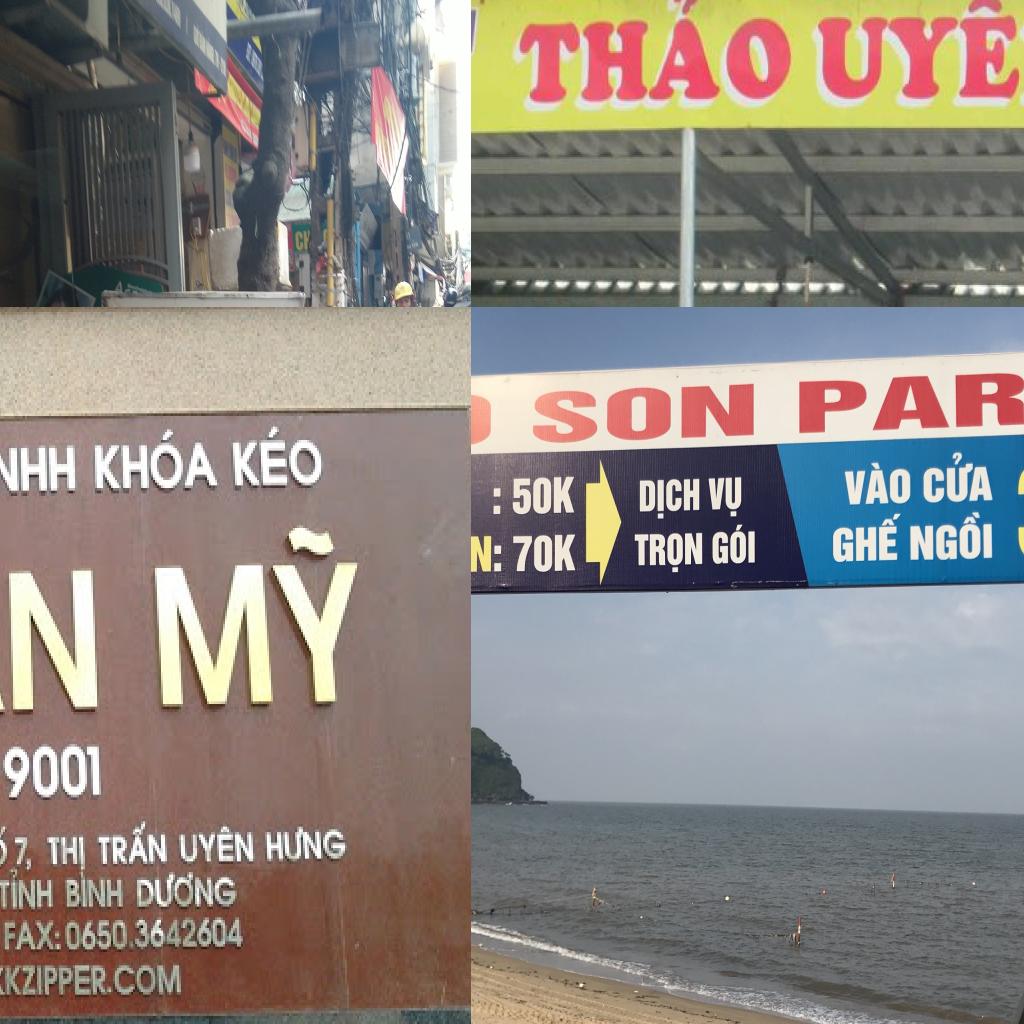 THẢO UYÊ
NHH KHÓA KÉO
N MỸ
9001
7, THỊ TRẤN UYÊN HƯNG
TỈNH BÌNH DƯƠNG
FAX: 0650.3642604
KZIPPER.COM
SON PAR
: 50K
N: 70K
DỊCH VỤ
TRỌN GÓI
VÀO CỬA
GHẾ NGỒI